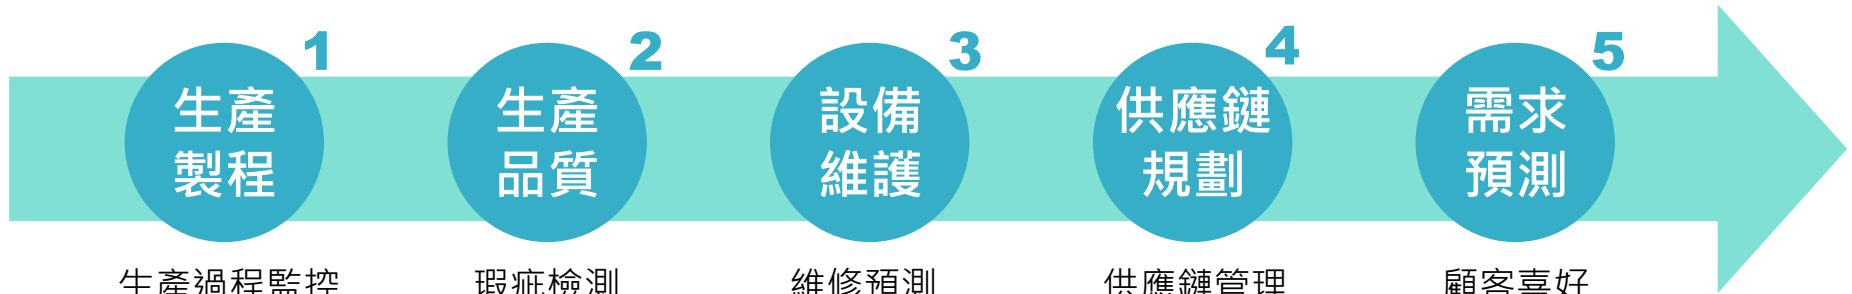 1
生產
製程
生產過程監控
2
生產
品質
瑕疵檢測
3
設備
維護
維修預測
4
供應鏈
規劃
供應鏈管理
5
需求
預測
顧客喜好